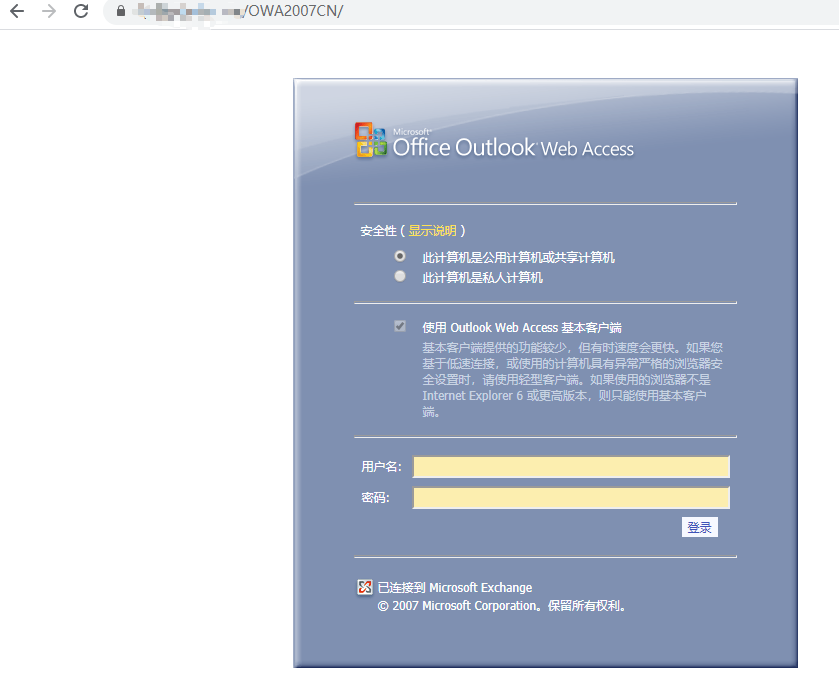 /OWA2007CN/
Microsoft®
Office Outlook® Web Access
安全性 ( 显示说明 )
此计算机是公用计算机或共享计算机
此计算机是私人计算机
使用 Outlook Web Access 基本客户端
基本客户端提供的功能较少，但有时速度会更快。如果您
基于低速连接，或使用的计算机具有异常严格的浏览器安
全设置时，请使用轻型客户端。如果使用的浏览器不是
Internet Explorer 6 或更高版本，则只能使用基本客户
端。
用户名:
密码:
登录
已连接到 Microsoft Exchange
© 2007 Microsoft Corporation。保留所有权利。